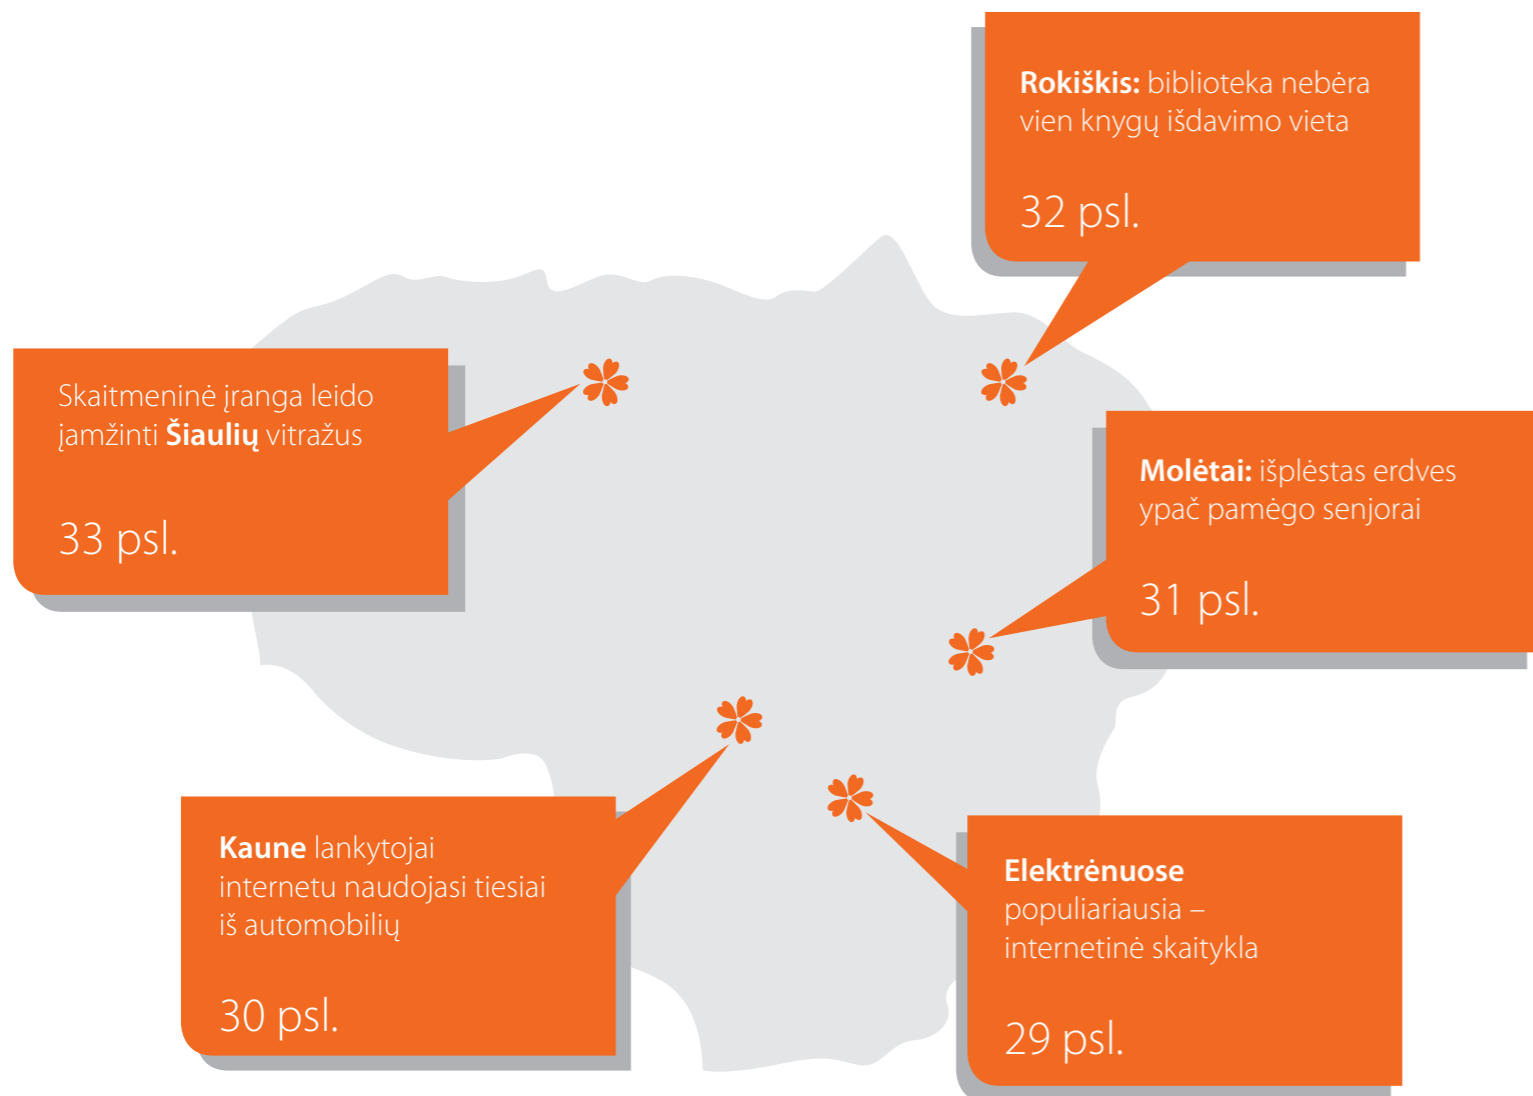 Rokiškis: biblioteka nebėra
vien knygų išdavimo vieta
32 psl.
Skaitmeninė įranga leido
įamžinti Šiaulių vitražus
33 psl.
Molėtai: išplėstas erdves
ypač pamėgo senjorai
31 psl.
Kaune lankytojai
internetu naudojasi tiesiai
iš automobilių
30 psl.
Elektrėnuose
populiariausia –
internetinė skaitykla
29 psl.